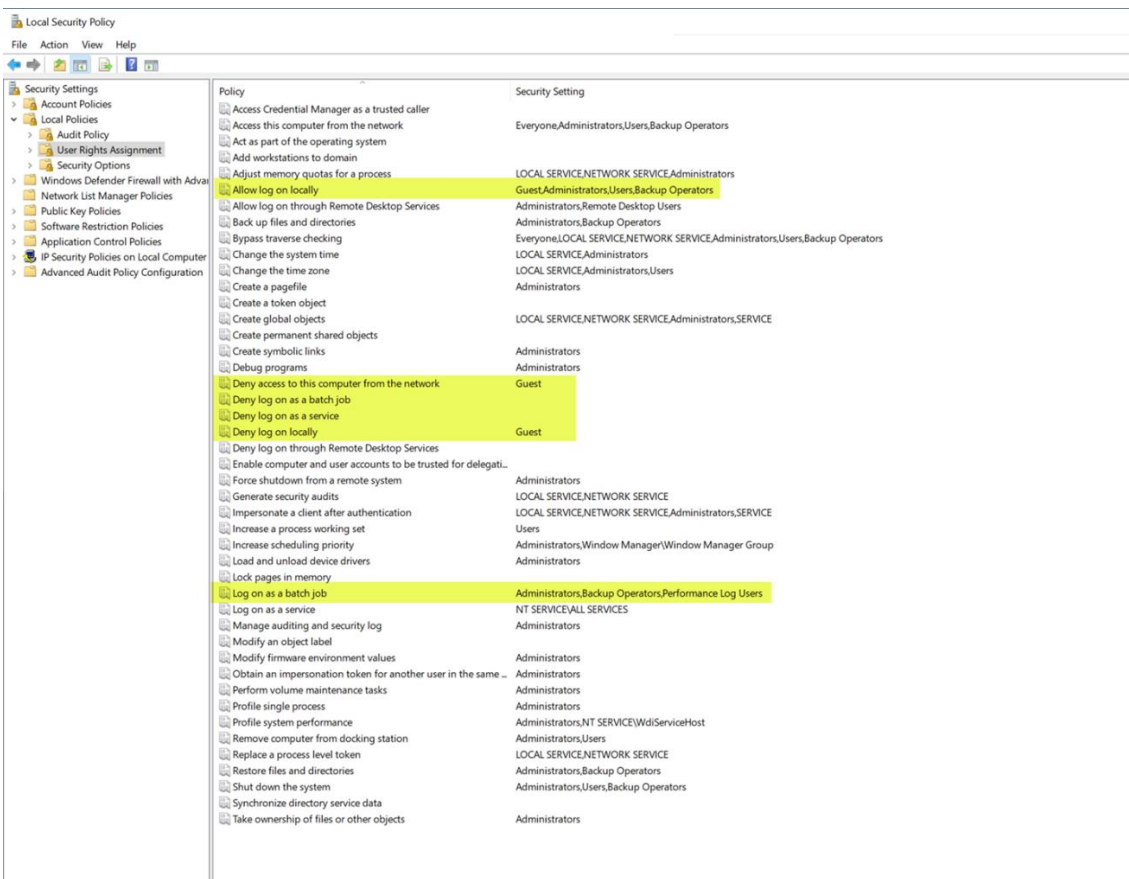 Local Security Policy
File Action View Help
Security Settings
Account Policies
Local Policies
Audit Policy
User Rights Assignment
Security Options
Windows Defender Firewall with Advai
Network List Manager Policies
Public Key Policies
Software Restriction Policies
Application Control Policies
IP Security Policies on Local Computer
Advanced Audit Policy Configuration
Policy Security Setting
Access Credential Manager as a trusted caller
Access this computer from the network Everyone,Administrators,Users,Backup Operators
Act as part of the operating system
Add workstations to domain
Adjust memory quotas for a process LOCAL SERVICE,NETWORK SERVICE,Administrators
Allow log on locally Guest,Administrators,Users,Backup Operators
Allow log on through Remote Desktop Services Administrators,Remote Desktop Users
Back up files and directories Administrators,Backup Operators
Bypass traverse checking Everyone,LOCAL SERVICE,NETWORK SERVICE,Administrators,Users,Backup Operators
Change the system time LOCAL SERVICE,Administrators
Change the time zone LOCAL SERVICE,Administrators,Users
Create a pagefile Administrators
Create a token object
Create global objects LOCAL SERVICE,NETWORK SERVICE,Administrators,SERVICE
Create permanent shared objects
Create symbolic links Administrators
Debug programs Administrators
Deny access to this computer from the network Guest
Deny log on as a batch job
Deny log on as a service
Deny log on locally Guest
Deny log on through Remote Desktop Services
Enable computer and user accounts to be trusted for delegati...
Force shutdown from a remote system Administrators
Generate security audits LOCAL SERVICE,NETWORK SERVICE
Impersonate a client after authentication LOCAL SERVICE,NETWORK SERVICE,Administrators,SERVICE
Increase a process working set Users
Increase scheduling priority Administrators,Window Manager\Window Manager Group
Load and unload device drivers Administrators
Lock pages in memory
Log on as a batch job Administrators,Backup Operators,Performance Log Users
Log on as a service NT SERVICE\ALL SERVICES
Manage auditing and security log Administrators
Modify an object label
Modify firmware environment values Administrators
Obtain an impersonation token for another user in the same ... Administrators
Perform volume maintenance tasks Administrators
Profile single process Administrators
Profile system performance Administrators,NT SERVICE\WdiServiceHost
Remove computer from docking station Administrators,Users
Replace a process level token LOCAL SERVICE,NETWORK SERVICE
Restore files and directories Administrators,Backup Operators
Shut down the system Administrators,Users,Backup Operators
Synchronize directory service data
Take ownership of files or other objects Administrators